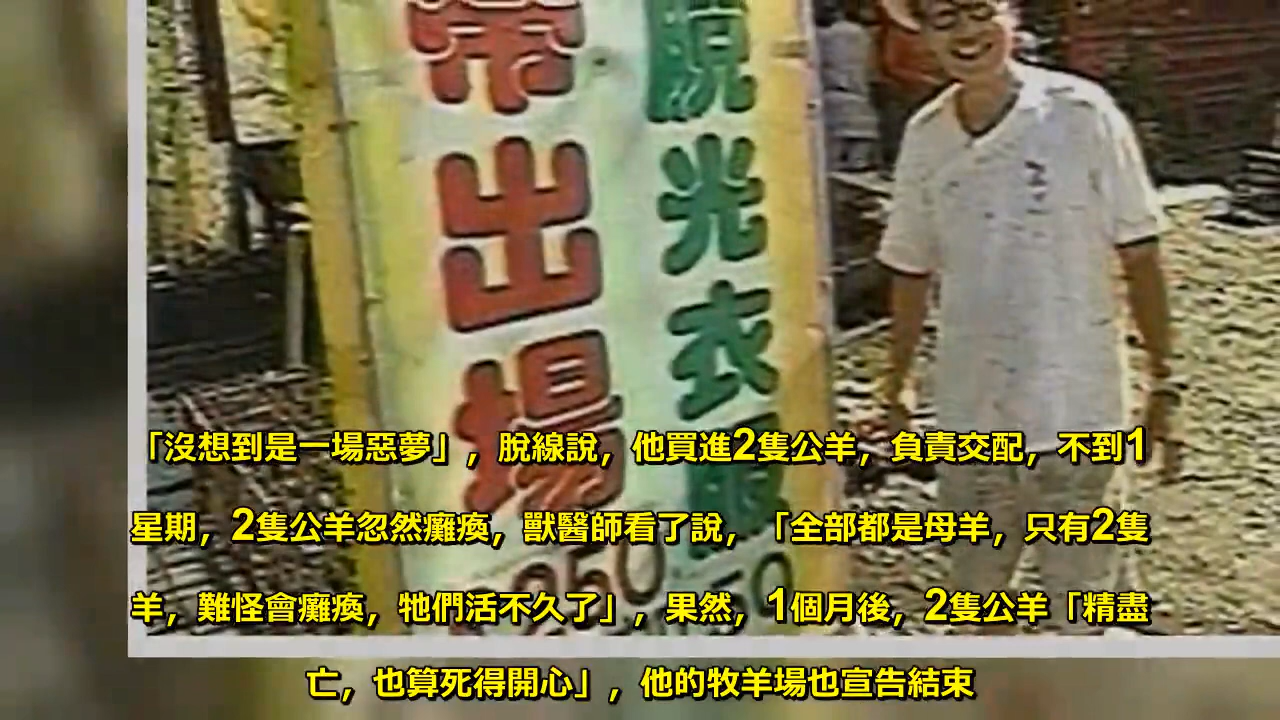 脫光衣服
50
出場
250
「沒想到是一場惡夢」，脫線說，他買進2隻公羊，負責交配，不到1
星期，2隻公羊忽然癱瘓，獸醫師看了說，「全部都是母羊，只有2隻
羊，難怪會癱瘓，牠們活不久了」，果然，1個月後，2隻公羊「精盡
亡，也算死得開心」，他的牧羊場也宣告結束